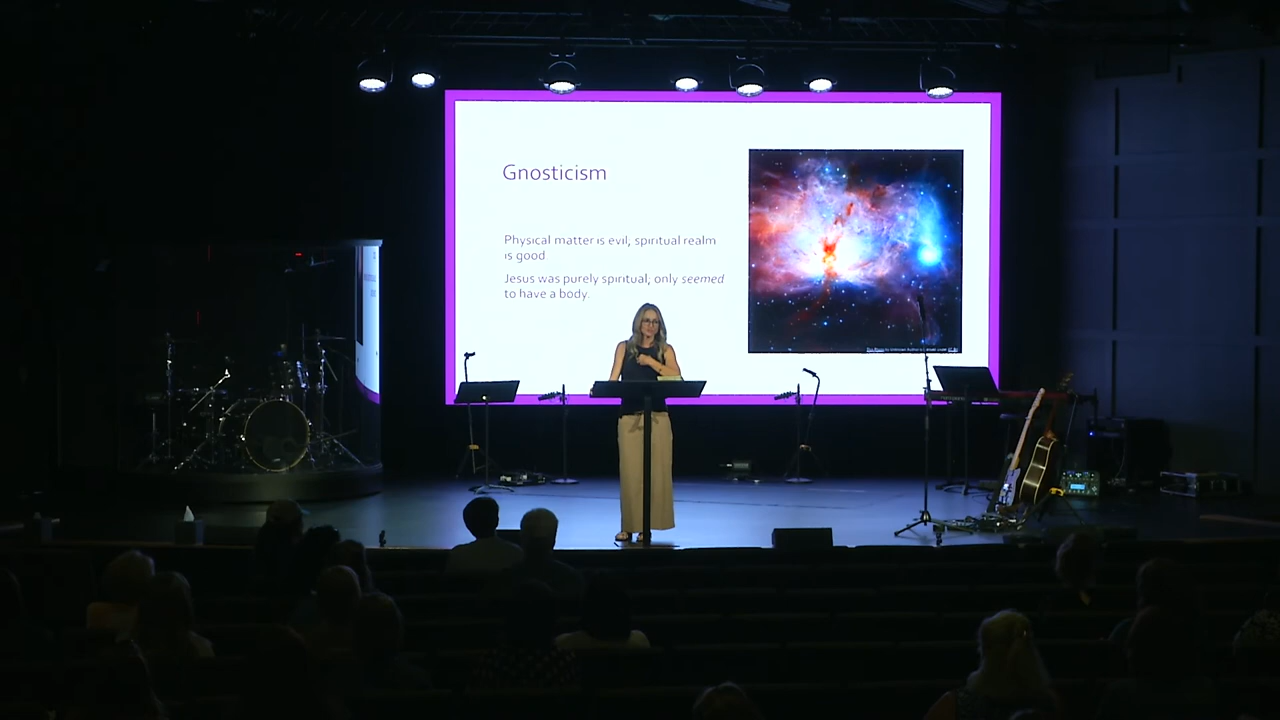 Gnosticism
Physical matter is evil, spiritual realm
is good.
Jesus was purely spiritual; only seemed
to have a body.